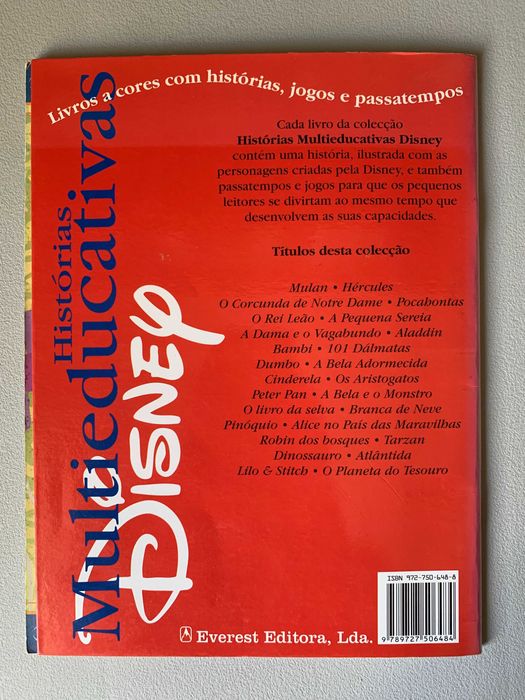 Livros a cores com histórias, jogos e passatempos
Histórias
Multieducativas
DISNEY
Cada livro da colecção
Histórias Multieducativas Disney
contém uma história, ilustrada com as
personagens criadas pela Disney, e também
passatempos e jogos para que os pequenos
leitores se divirtam ao mesmo tempo que
desenvolvem as suas capacidades.
Títulos desta colecção
Mulan • Hércules
O Corcunda de Notre Dame • Pocahontas
O Rei Leão • A Pequena Sereia
A Dama e o Vagabundo • Aladdin
Bambi • 101 Dálmatas
Dumbo • A Bela Adormecida
Cinderela • Os Aristogatos
Peter Pan • A Bela e o Monstro
O livro da selva • Branca de Neve
Pinóquio • Alice no País das Maravilhas
Robin dos bosques • Tarzan
Dinossauro • Atlântida
Lilo & Stitch • O Planeta do Tesouro
ISBN 972-750-648-8
9 789727 506484
Everest Editora, Lda.